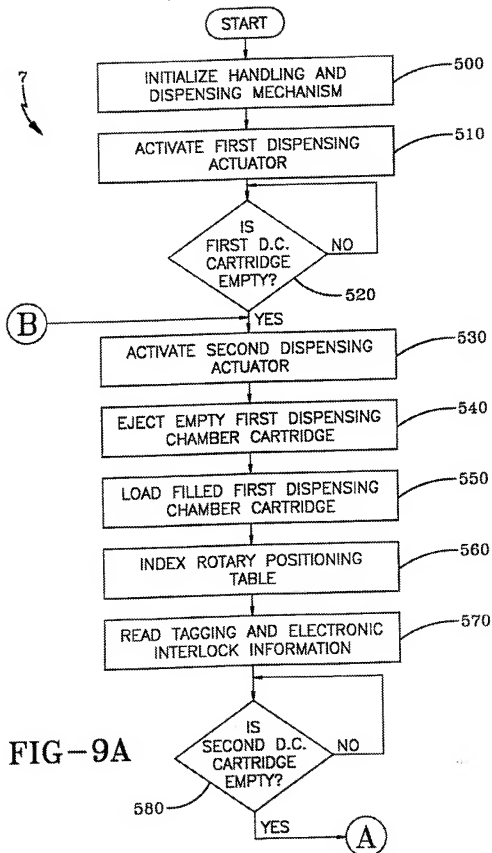 START
7
INITIALIZE HANDLING AND
DISPENSING MECHANISM
500
ACTIVATE FIRST DISPENSING
ACTUATOR
510
IS
FIRST D.C.
CARTRIDGE
EMPTY?
NO
520
B
YES
ACTIVATE SECOND DISPENSING
ACTUATOR
530
EJECT EMPTY FIRST DISPENSING
CHAMBER CARTRIDGE
540
LOAD FILLED FIRST DISPENSING
CHAMBER CARTRIDGE
550
INDEX ROTARY POSITIONING
TABLE
560
READ TAGGING AND ELECTRONIC
INTERLOCK INFORMATION
570
IS
SECOND D.C.
CARTRIDGE
EMPTY?
NO
FIG-9A
580
YES
A